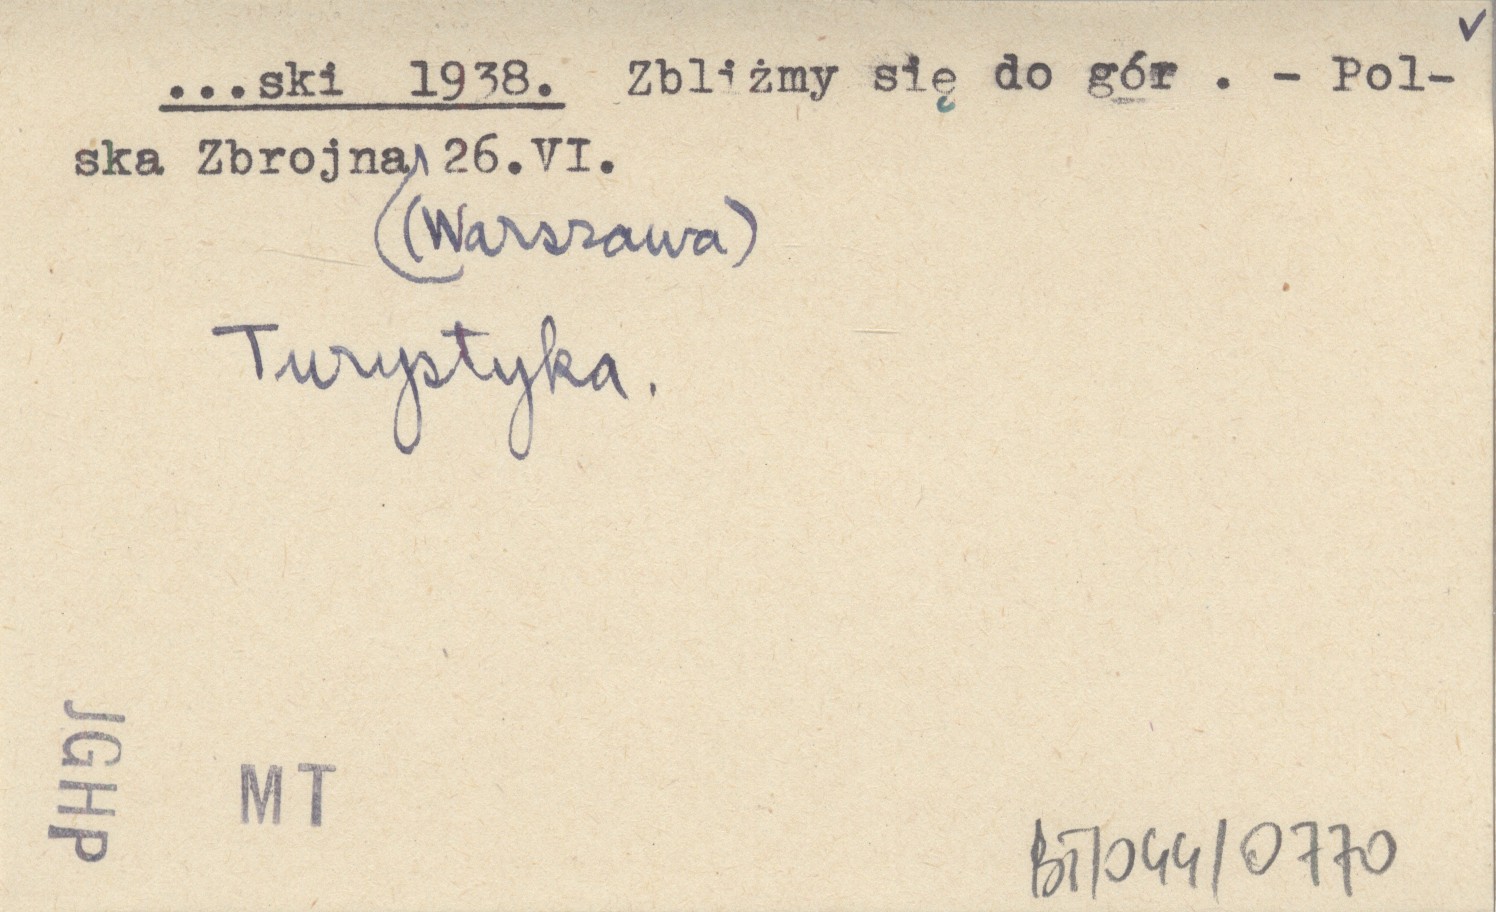 ...ski 1938. Zbliżmy się do gór . - Pol-
ska Zbrojna, 26.VI.
(Warszawa)
Turystyka.
JGHP
MT
BT/044/0770